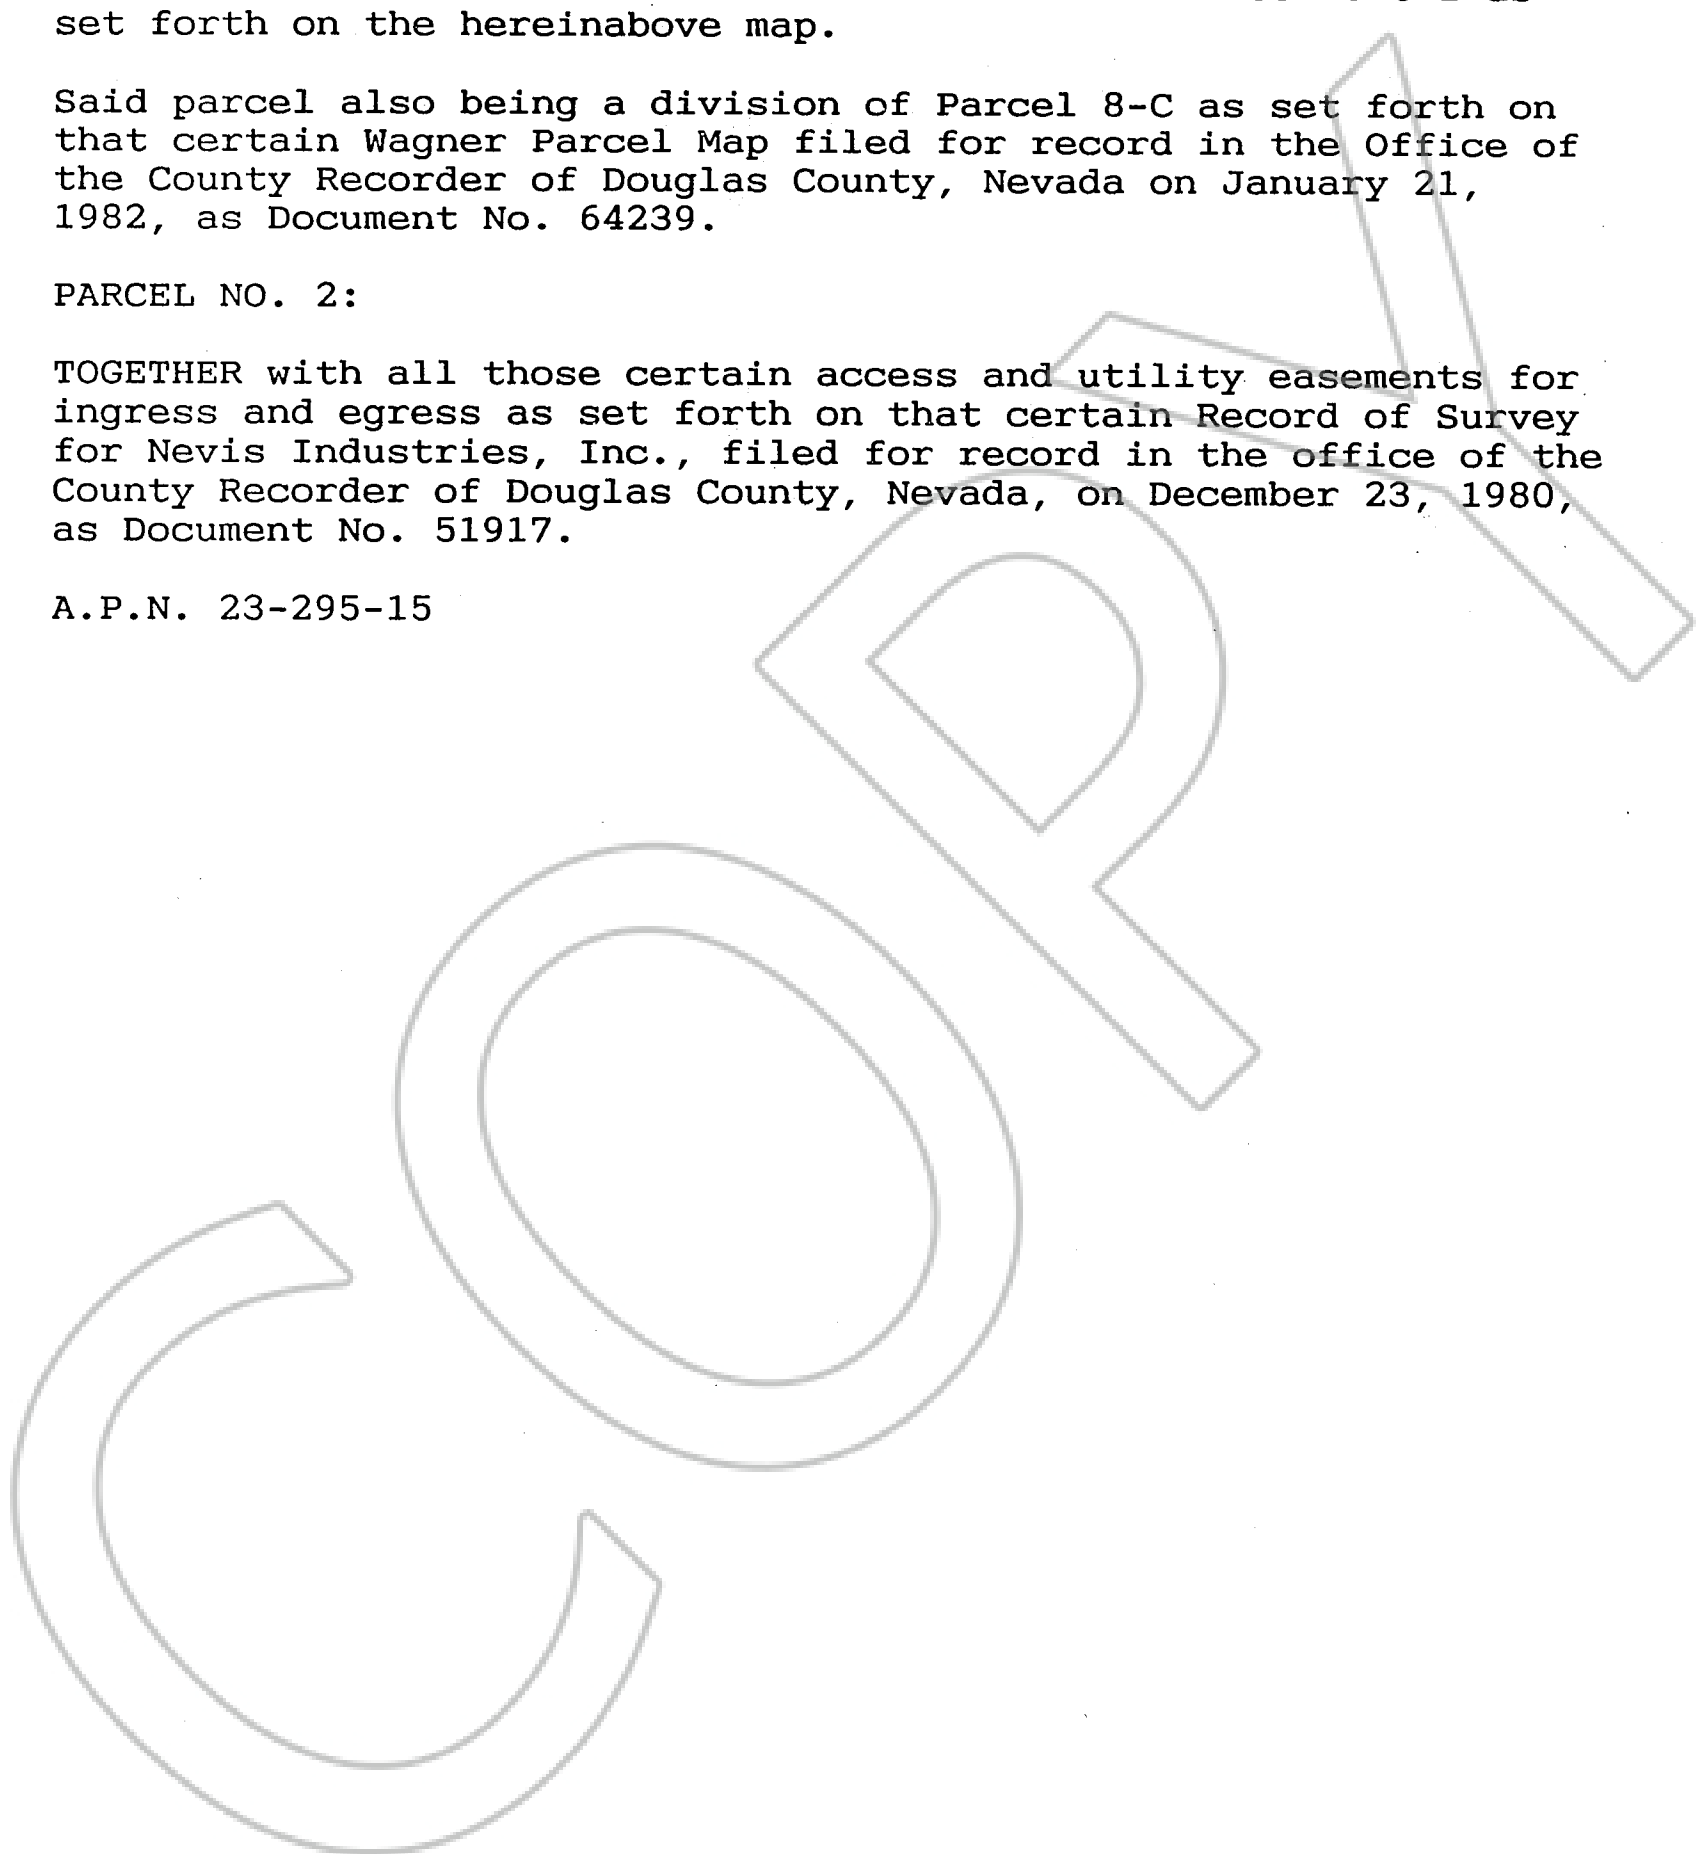 set forth on the hereinabove map.
Said parcel also being a division of Parcel 8-C as set forth on
that certain Wagner Parcel Map filed for record in the Office of
the County Recorder of Douglas County, Nevada on January 21,
1982, as Document No. 64239.
PARCEL NO. 2:
TOGETHER with all those certain access and utility easements for
ingress and egress as set forth on that certain Record of Survey
for Nevis Industries, Inc., filed for record in the office of the
County Recorder of Douglas County, Nevada, on December 23, 1980,
as Document No. 51917.
A.P.N. 23-295-15
COPY